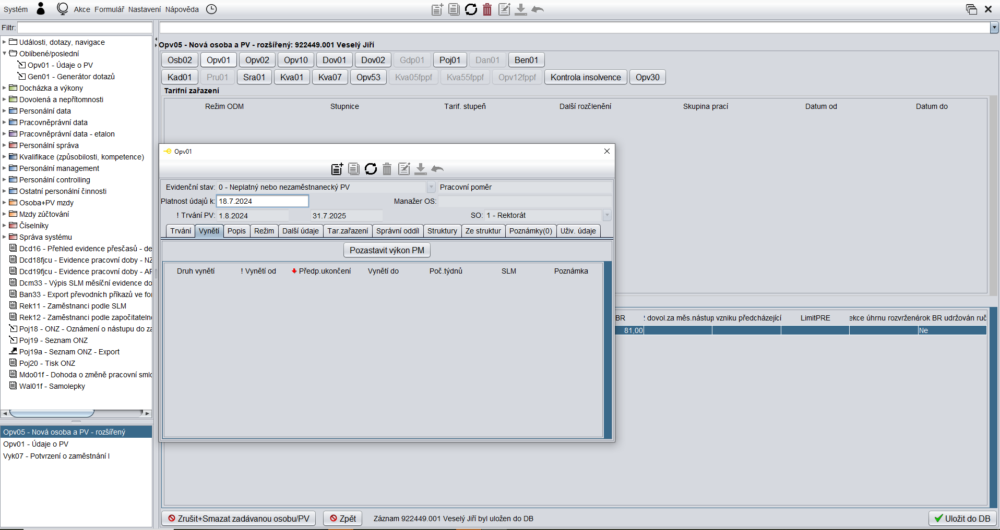 Systém Akce Formulář Nastavení Nápověda
Filtr:
Události, dotazy, navigace
Oblíbené/poslední
Opv01 - Údaje o PV
Gen01 - Generátor dotazů
Docházka a výkony
Dovolená a nepřítomnosti
Personální data
Pracovněprávní data
Pracovněprávní data - etalon
Personální správa
Kvalifikace (způsobilosti, kompetence)
Personální management
Personální controlling
Ostatní personální činnosti
Osoba+PV mzdy
Mzdy zúčtování
Číselníky
Správa systému
Dcd16 - Přehled evidence přesčasů - de
Dcd18fjcu - Evidence pracovní doby - NZ
Dcd19fjcu - Evidence pracovní doby - AF
Dcm33 - Výpis SLM měsíční evidence do
Ban33 - Export převodních příkazů ve for
Rek11 - Zaměstnanci podle SLM
Rek12 - Zaměstnanci podle započitateln
Poj18 - ONZ - Oznámení o nástupu do za
Poj19 - Seznam ONZ
Poj19a - Seznam ONZ - Export
Poj20 - Tisk ONZ
Mdo01f - Dohoda o změně pracovní smlo
Wal01f - Samolepky
Opv05 - Nová osoba a PV - rozšířený
Opv01 - Údaje o PV
Vyk07 - Potvrzení o zaměstnání I
Opv05 - Nová osoba a PV - rozšířený: 922449.001 Veselý Jiří
Osb02 Opv01 Opv02 Opv10 Dov01 Dov02 Gdp01 Poj01 Dan01 Ben01
Kad01 Pru01 Sra01 Kva01 Kva07 Opv53 Kva05fppf Kva55fppf Opv12fppf Kontrola insolvence Opv30
Tarifní zařazení
Režim ODM Stupnice Tarif. stupeň Další rozčlenění Skupina prací Datum od Datum do
Opv01
Evidenční stav: 0 - Neplatný nebo nezaměstnanecký PV Pracovní poměr
Platnost údajů k: 18.7.2024 Manažer OS:
! Trvání PV: 1.8.2024 31.7.2025 SO: 1 - Rektorát
Trvání Vynětí Popis Režim Další údaje Tar.zařazení Správní oddíl Struktury Ze struktur Poznámky(0) Uživ. údaje
Pozastavit výkon PM
Druh vynětí ! Vynětí od Předp.ukončení Vynětí do Poč.týdnů SLM Poznámka
BR dovol.za měs.nástup vzniku předcházející LimitPRE ekce úhrnu rozvržené rok BR udržován ruč
81,00 Ne
Zrušit+Smazat zadávanou osobu/PV Zpět Záznam 922449.001 Veselý Jiří byl uložen do DB Uložit do DB